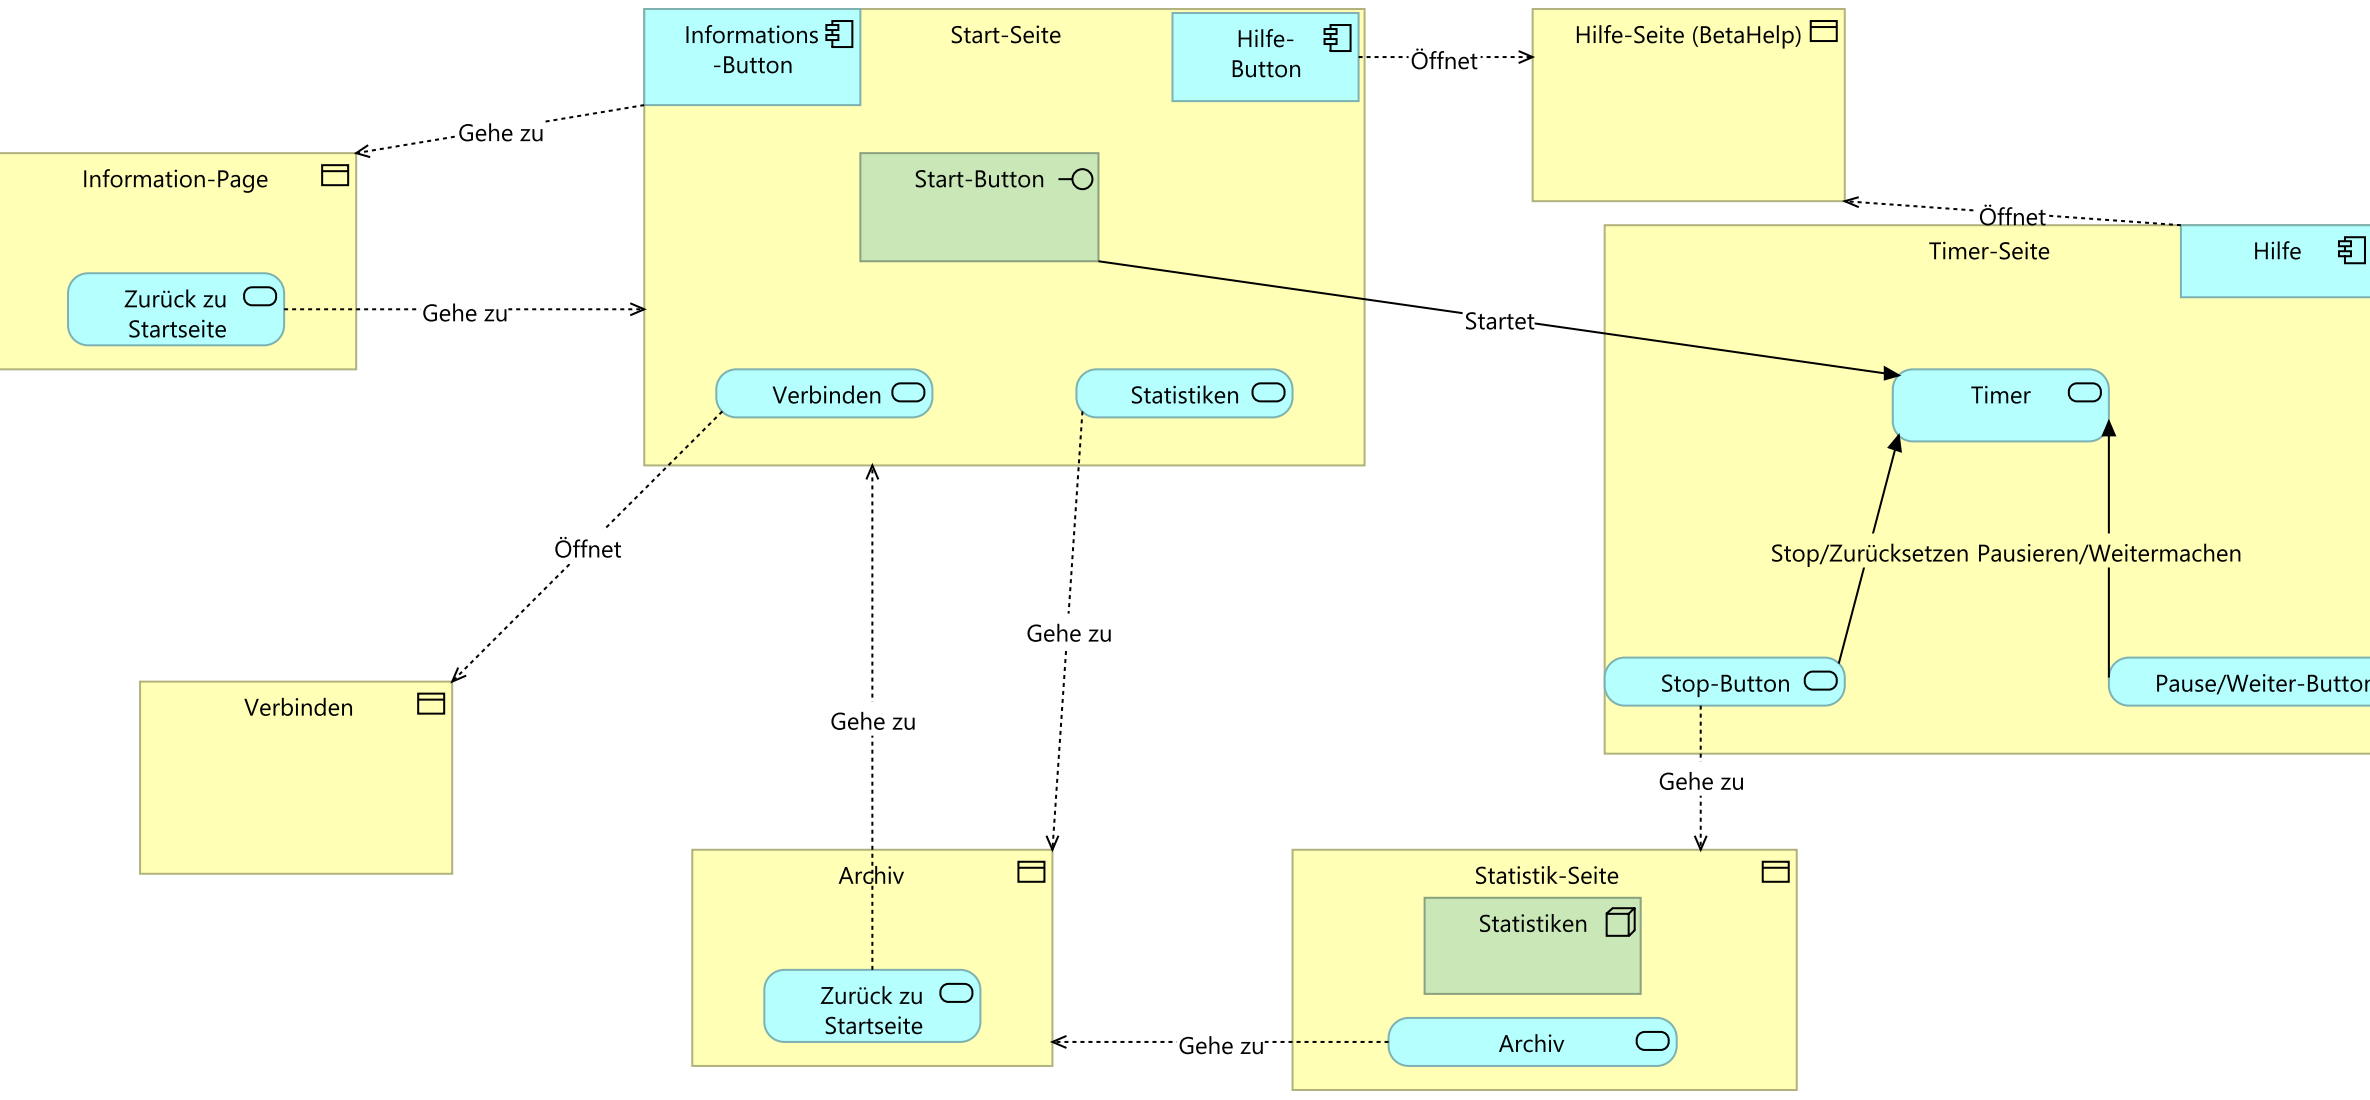 Informations
-Button
Start-Seite
Hilfe-
Button
Öffnet
Hilfe-Seite (BetaHelp)
Gehe zu
Information-Page
Start-Button
Öffnet
Timer-Seite
Hilfe
Zurück zu
Startseite
Gehe zu
Startet
Verbinden
Statistiken
Timer
Öffnet
Stop/Zurücksetzen
Pausieren/Weitermachen
Gehe zu
Stop-Button
Pause/Weiter-Button
Verbinden
Gehe zu
Gehe zu
Archiv
Statistik-Seite
Statistiken
Zurück zu
Startseite
Gehe zu
Archiv